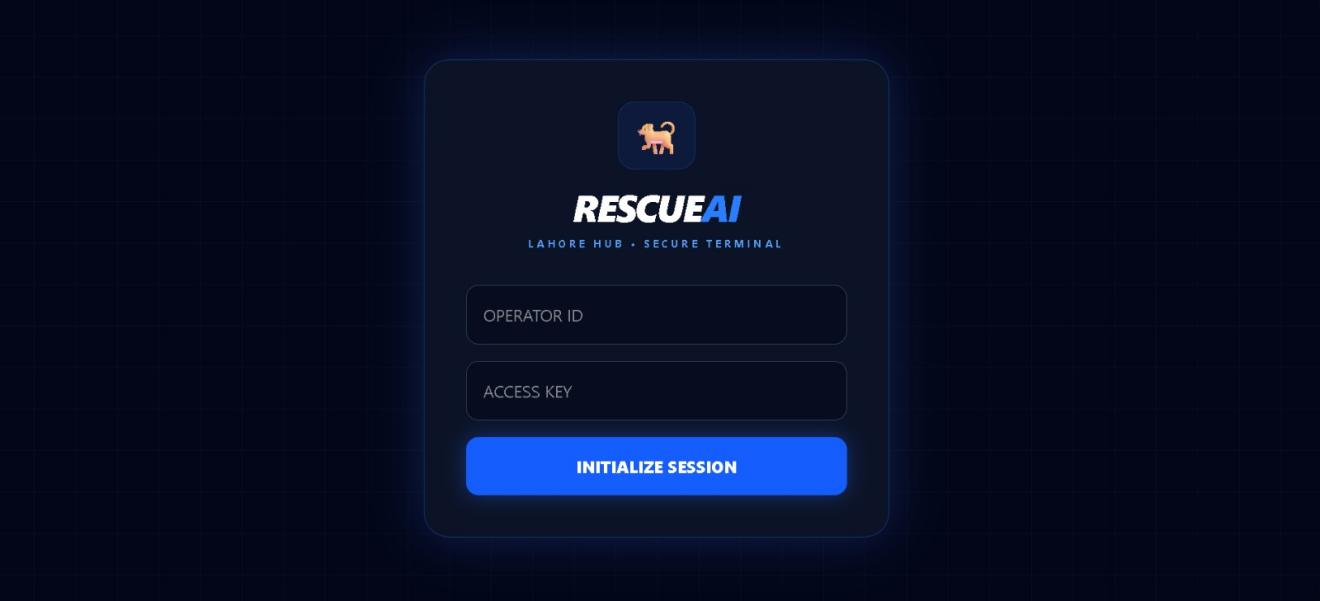 RESCUEAI
LAHORE HUB • SECURE TERMINAL
OPERATOR ID
ACCESS KEY
INITIALIZE SESSION